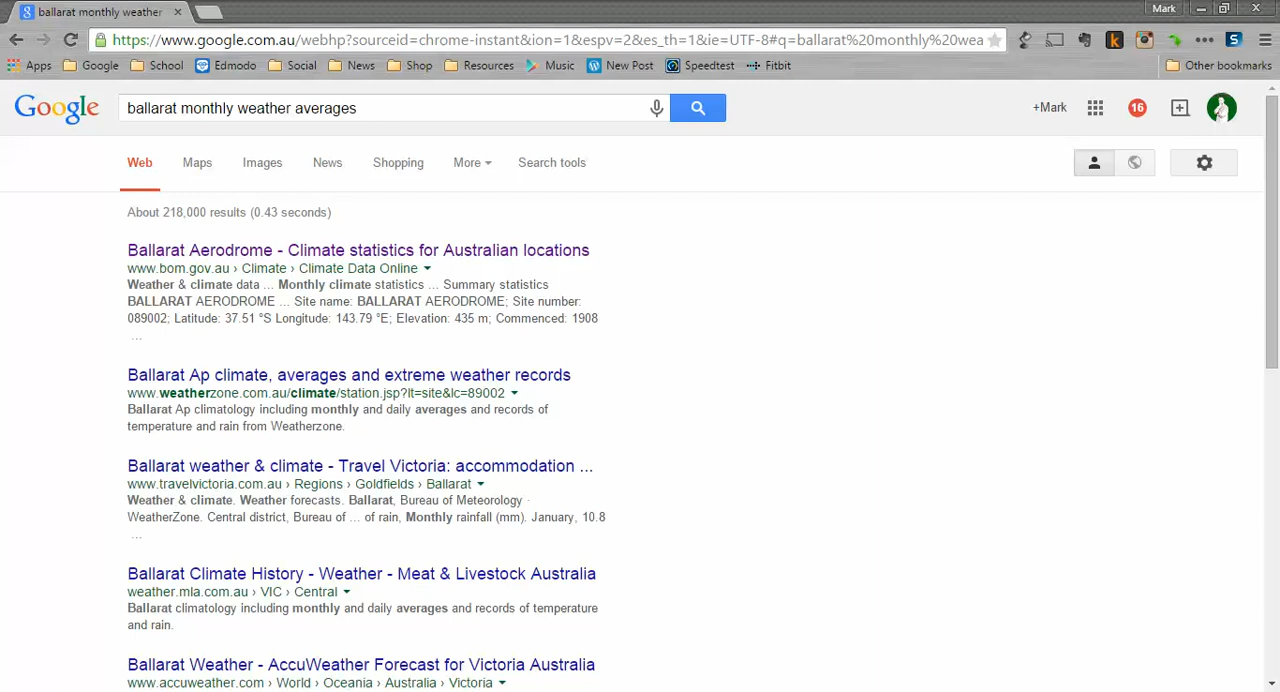 ballarat monthly weather
Mark
https://www.google.com.au/webhp?sourceid=chrome-instant&ion=1&espv=2&es_th=1&ie=UTF-8#q=ballarat%20monthly%20wea
Apps Google School Edmodo Social News Shop Resources Music New Post Speedtest Fitbit Other bookmarks
Google ballarat monthly weather averages +Mark 16
Web Maps Images News Shopping More Search tools
About 218,000 results (0.43 seconds)
Ballarat Aerodrome - Climate statistics for Australian locations
www.bom.gov.au › Climate › Climate Data Online
Weather & climate data ... Monthly climate statistics ... Summary statistics
BALLARAT AERODROME ... Site name: BALLARAT AERODROME; Site number:
089002; Latitude: 37.51 °S Longitude: 143.79 °E; Elevation: 435 m; Commenced: 1908
...
Ballarat Ap climate, averages and extreme weather records
www.weatherzone.com.au/climate/station.jsp?lt=site&lc=89002
Ballarat Ap climatology including monthly and daily averages and records of
temperature and rain from Weatherzone.
Ballarat weather & climate - Travel Victoria: accommodation ...
www.travelvictoria.com.au › Regions › Goldfields › Ballarat
Weather & climate. Weather forecasts. Ballarat, Bureau of Meteorology ·
WeatherZone. Central district, Bureau of ... of rain, Monthly rainfall (mm). January, 10.8
...
Ballarat Climate History - Weather - Meat & Livestock Australia
weather.mla.com.au › VIC › Central
Ballarat climatology including monthly and daily averages and records of temperature
and rain.
Ballarat Weather - AccuWeather Forecast for Victoria Australia
www.accuweather.com › World › Oceania › Australia › Victoria